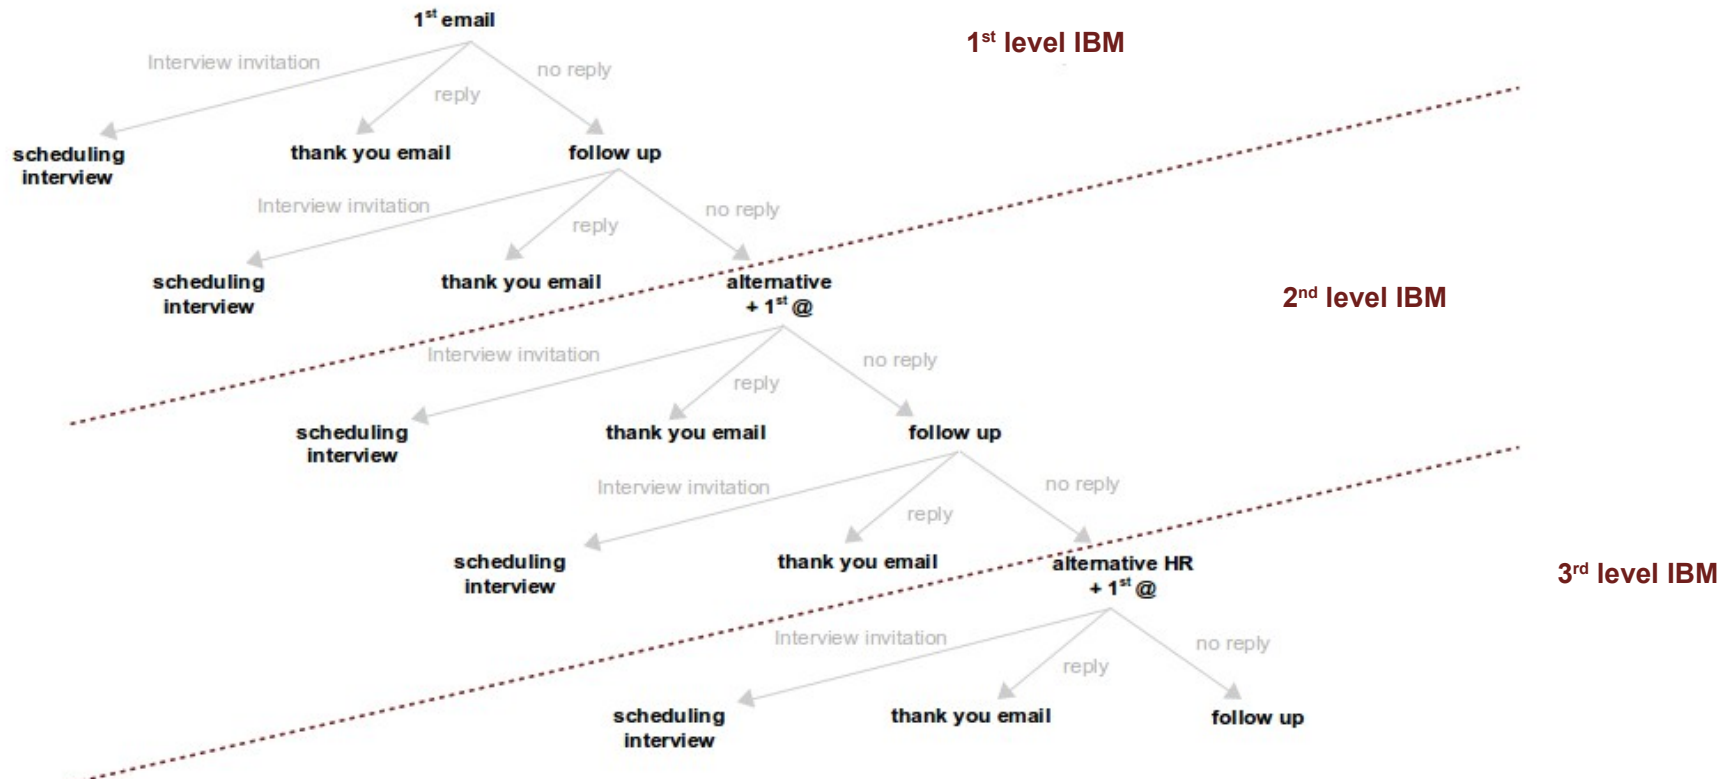 1st email
1st level IBM
Interview invitation
no reply
reply
scheduling
interview
thank you email
follow up
Interview invitation
no reply
reply
scheduling
interview
thank you email
alternative
+ 1st @
2nd level IBM
Interview invitation
no reply
reply
scheduling
interview
thank you email
follow up
Interview invitation
no reply
reply
scheduling
interview
thank you email
alternative HR
+ 1st @
3rd level IBM
Interview invitation
no reply
reply
scheduling
interview
thank you email
follow up